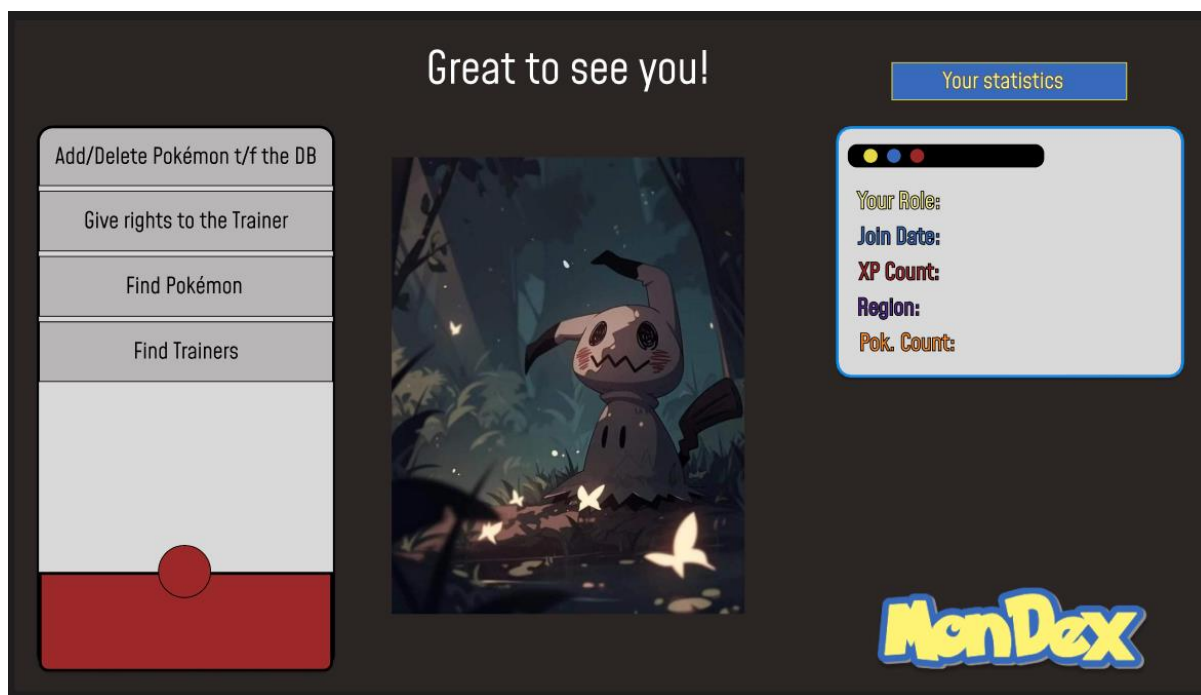 Great to see you!
Your statistics
Add/Delete Pokémon t/f the DB
Give rights to the Trainer
Find Pokémon
Find Trainers
Your Role:
Join Date:
XP Count:
Region:
Pok. Count:
MonDex